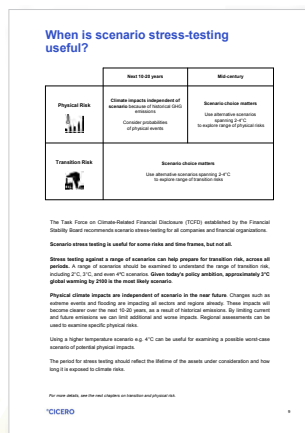 When is scenario stress-testing
useful?
Next 10-20 years
Mid-century
Physical Risk
Climate impacts independent of
scenario because of historical GHG
emissions
Consider probabilities
of physical events
Scenario choice matters
Use alternative scenarios
spanning 2-4°C
to explore range of physical risks
Transition Risk
Scenario choice matters
Use alternative scenarios spanning 2-4°C
to explore range of transition risk
The Task Force on Climate-Related Financial Disclosure (TCFD) established by the Financial
Stability Board recommends scenario stress-testing for all companies and financial organizations.
Scenario stress testing is useful for some risks and time frames, but not all.
Stress testing against a range of scenarios can help prepare for transition risk, across all
periods. A range of scenarios should be examined to understand the range of transition risk,
including 2°C, 3°C, and even 4°C scenarios. Given today's policy ambition, approximately 3°C
global warming by 2100 is the most likely scenario.
Physical climate impacts are independent of scenario in the near future. Changes such as
extreme events and flooding are impacting all sectors and regions already. These impacts will
become clearer over the next 10-20 years, as a result of historical emissions. By limiting current
and future emissions we can limit additional and worse impacts. Regional assessments can be
used to examine specific physical risks.
Using a higher temperature scenario e.g. 4°C can be useful for examining a possible worst-case
scenario of potential physical impacts.
The period for stress testing should reflect the lifetime of the assets under consideration and how
long it is exposed to climate risks.
For more details, see the next chapters on transition and physical risk.
°CICERO